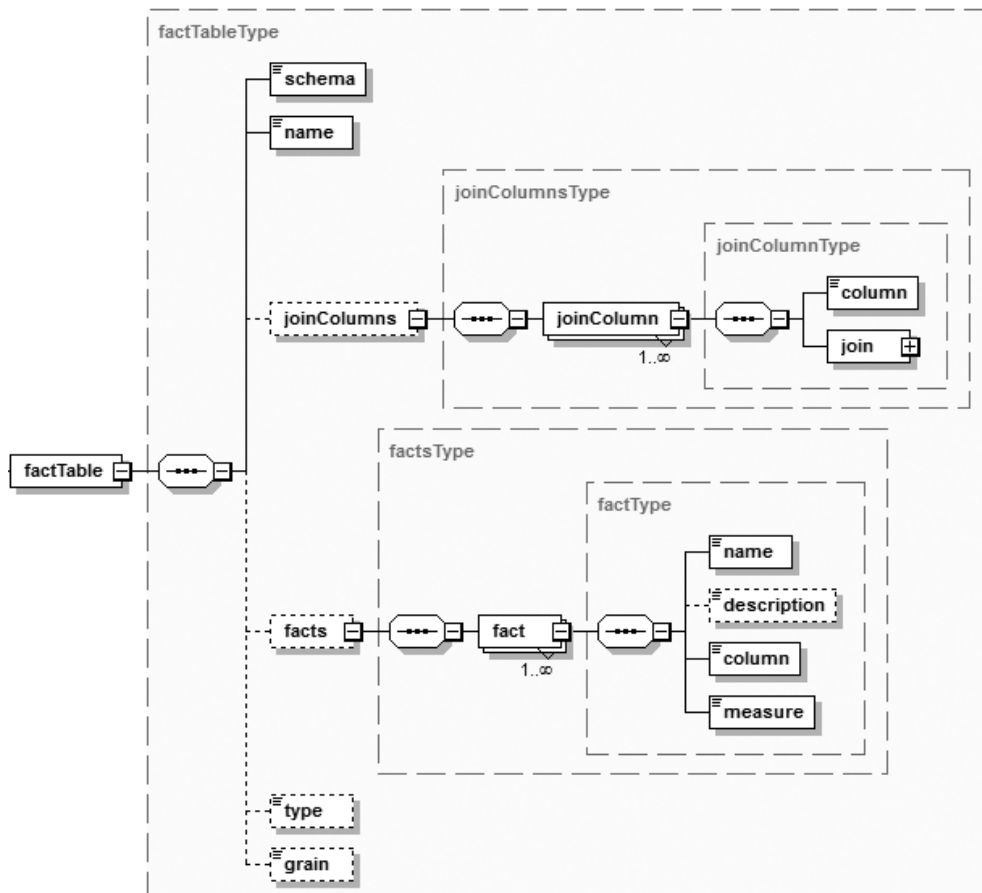 factTableType
schema
name
joinColumnsType
joinColumnType
joinColumns
joinColumn
1..∞
column
join
factTable
factsType
factType
facts
fact
1..∞
name
description
column
measure
type
grain